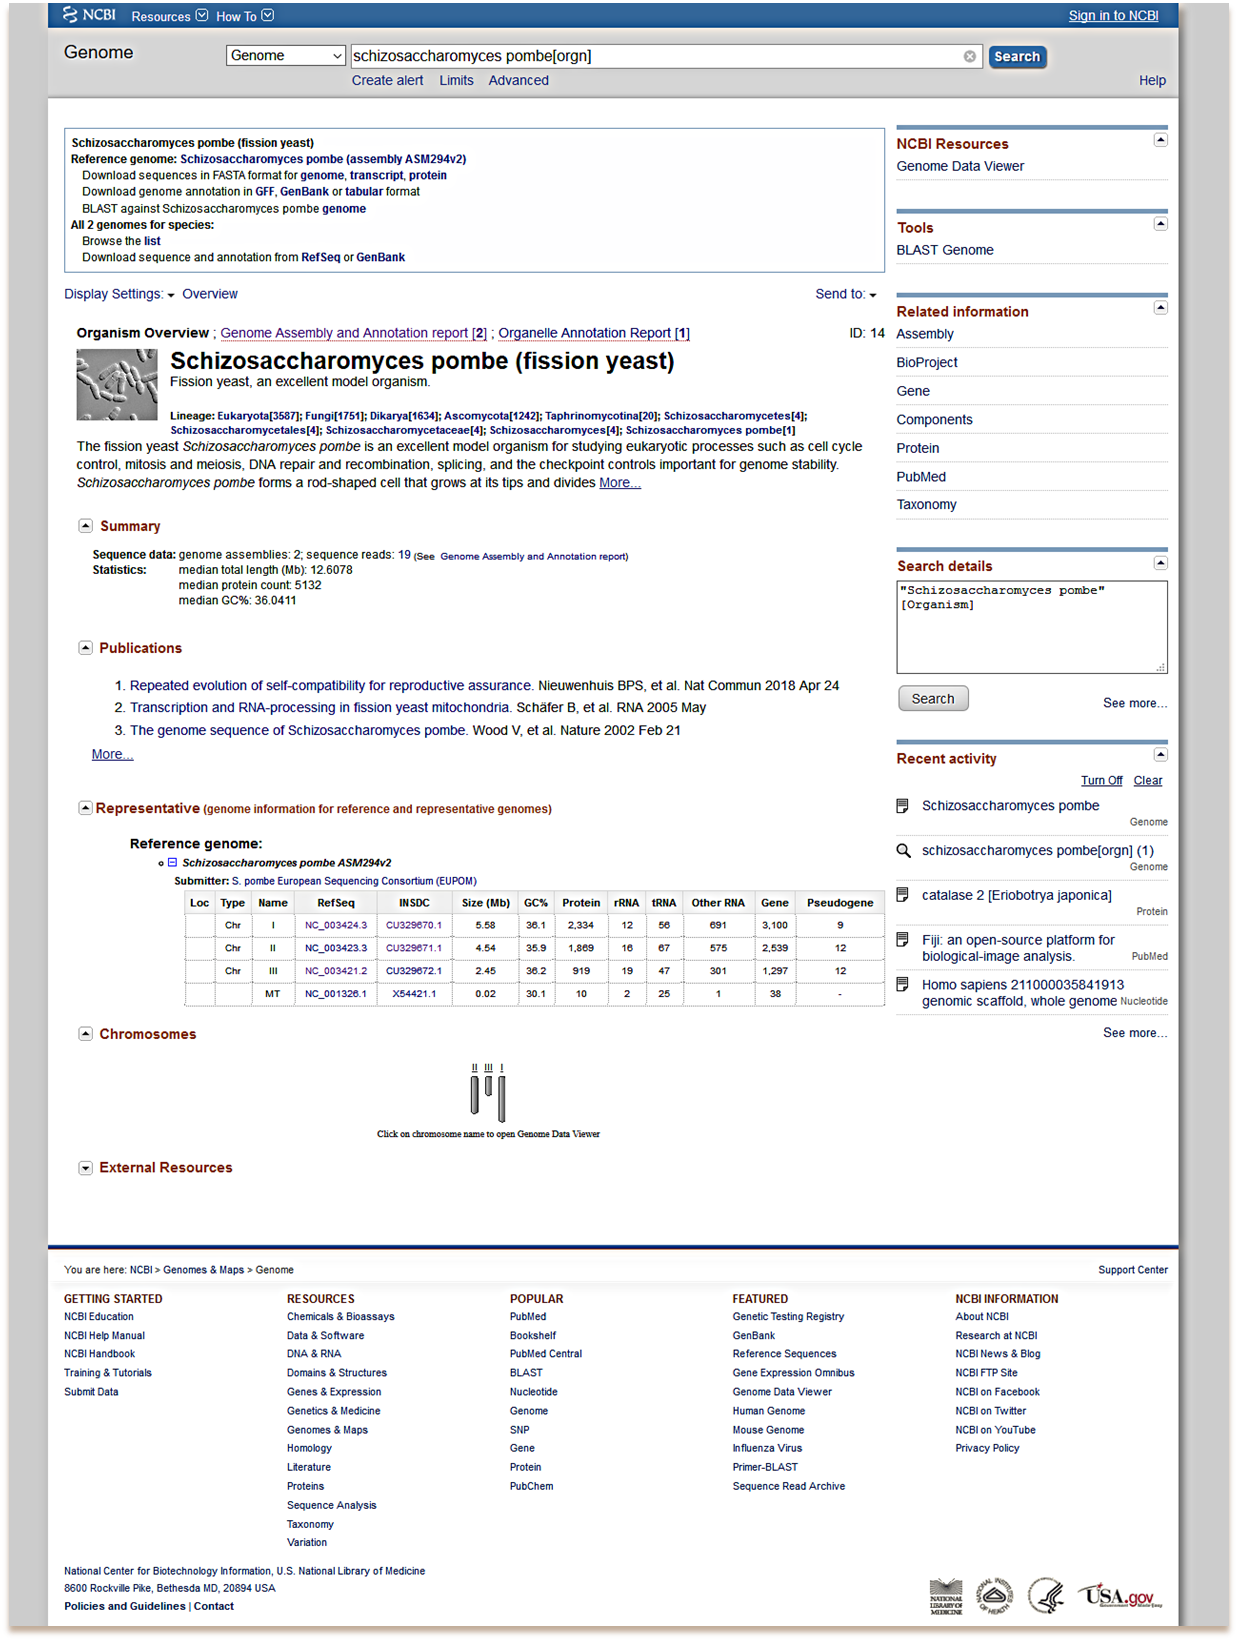 NCBI Resources How To Sign in to NCBI
Genome Genome schizosaccharomyces pombe[orgn] Search
Create alert Limits Advanced Help
Schizosaccharomyces pombe (fission yeast)
Reference genome: Schizosaccharomyces pombe (assembly ASM294v2)
Download sequences in FASTA format for genome, transcript, protein
Download genome annotation in GFF, GenBank or tabular format
BLAST against Schizosaccharomyces pombe genome
All 2 genomes for species:
Browse the list
Download sequence and annotation from RefSeq or GenBank
Display Settings: Overview Send to:
Organism Overview ; Genome Assembly and Annotation report [2] ; Organelle Annotation Report [1] ID: 14
Schizosaccharomyces pombe (fission yeast)
Fission yeast, an excellent model organism.
Lineage: Eukaryota[3587]; Fungi[1751]; Dikarya[1634]; Ascomycota[1242]; Taphrinomycotina[20]; Schizosaccharomycetes[4];
Schizosaccharomycetales[4]; Schizosaccharomycetaceae[4]; Schizosaccharomyces[4]; Schizosaccharomyces pombe[1]
The fission yeast Schizosaccharomyces pombe is an excellent model organism for studying eukaryotic processes such as cell cycle
control, mitosis and meiosis, DNA repair and recombination, splicing, and the checkpoint controls important for genome stability.
Schizosaccharomyces pombe forms a rod-shaped cell that grows at its tips and divides More...
Summary
Sequence data: genome assemblies: 2; sequence reads: 19 (See Genome Assembly and Annotation report)
Statistics: median total length (Mb): 12.6078
median protein count: 5132
median GC%: 36.0411
Publications
1. Repeated evolution of self-compatibility for reproductive assurance. Nieuwenhuis BPS, et al. Nat Commun 2018 Apr 24
2. Transcription and RNA-processing in fission yeast mitochondria. Schäfer B, et al. RNA 2005 May
3. The genome sequence of Schizosaccharomyces pombe. Wood V, et al. Nature 2002 Feb 21
More...
Representative (genome information for reference and representative genomes)
Reference genome:
Schizosaccharomyces pombe ASM294v2
Submitter: S. pombe European Sequencing Consortium (EUPOM)
Loc Type Name RefSeq INSDC Size (Mb) GC% Protein rRNA tRNA Other RNA Gene Pseudogene
Chr I NC_003424.3 CU329670.1 5.58 36.1 2,334 12 56 691 3,100 9
Chr II NC_003423.3 CU329671.1 4.54 35.9 1,869 16 67 575 2,539 12
Chr III NC_003421.2 CU329672.1 2.45 36.2 919 19 47 301 1,297 12
MT NC_001326.1 X54421.1 0.02 30.1 10 2 25 1 38 -
Chromosomes
II III I
Click on chromosome name to open Genome Data Viewer
External Resources
NCBI Resources
Genome Data Viewer
Tools
BLAST Genome
Related information
Assembly
BioProject
Gene
Components
Protein
PubMed
Taxonomy
Search details
"Schizosaccharomyces pombe"
[Organism]
Search See more...
Recent activity
Turn Off Clear
Schizosaccharomyces pombe
Genome
schizosaccharomyces pombe[orgn] (1)
Genome
catalase 2 [Eriobotrya japonica]
Protein
Fiji: an open-source platform for
biological-image analysis. PubMed
Homo sapiens 211000035841913
genomic scaffold, whole genome Nucleotide
See more...
You are here: NCBI > Genomes & Maps > Genome Support Center
GETTING STARTED
NCBI Education
NCBI Help Manual
NCBI Handbook
Training & Tutorials
Submit Data
RESOURCES
Chemicals & Bioassays
Data & Software
DNA & RNA
Domains & Structures
Genes & Expression
Genetics & Medicine
Genomes & Maps
Homology
Literature
Proteins
Sequence Analysis
Taxonomy
Variation
POPULAR
PubMed
Bookshelf
PubMed Central
BLAST
Nucleotide
Genome
SNP
Gene
Protein
PubChem
FEATURED
Genetic Testing Registry
GenBank
Reference Sequences
Gene Expression Omnibus
Genome Data Viewer
Human Genome
Mouse Genome
Influenza Virus
Primer-BLAST
Sequence Read Archive
NCBI INFORMATION
About NCBI
Research at NCBI
NCBI News & Blog
NCBI FTP Site
NCBI on Facebook
NCBI on Twitter
NCBI on YouTube
Privacy Policy
National Center for Biotechnology Information, U.S. National Library of Medicine
8600 Rockville Pike, Bethesda MD, 20894 USA
Policies and Guidelines | Contact
NATIONAL
LIBRARY OF
MEDICINE
USA.gov